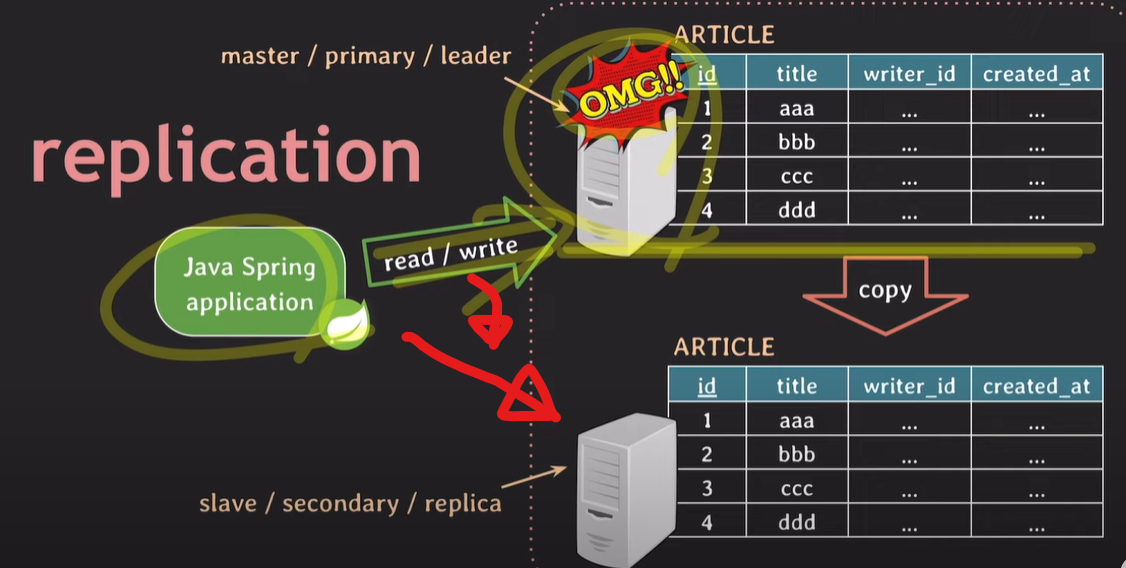 master / primary / leader
replication
Java Spring
application
read / write
OMG!!
ARTICLE
id title writer_id created_at
1 aaa ... ...
2 bbb ... ...
3 ccc ... ...
4 ddd ... ...
copy
ARTICLE
id title writer_id created_at
1 aaa ... ...
2 bbb ... ...
3 ccc ... ...
4 ddd ... ...
slave / secondary / replica